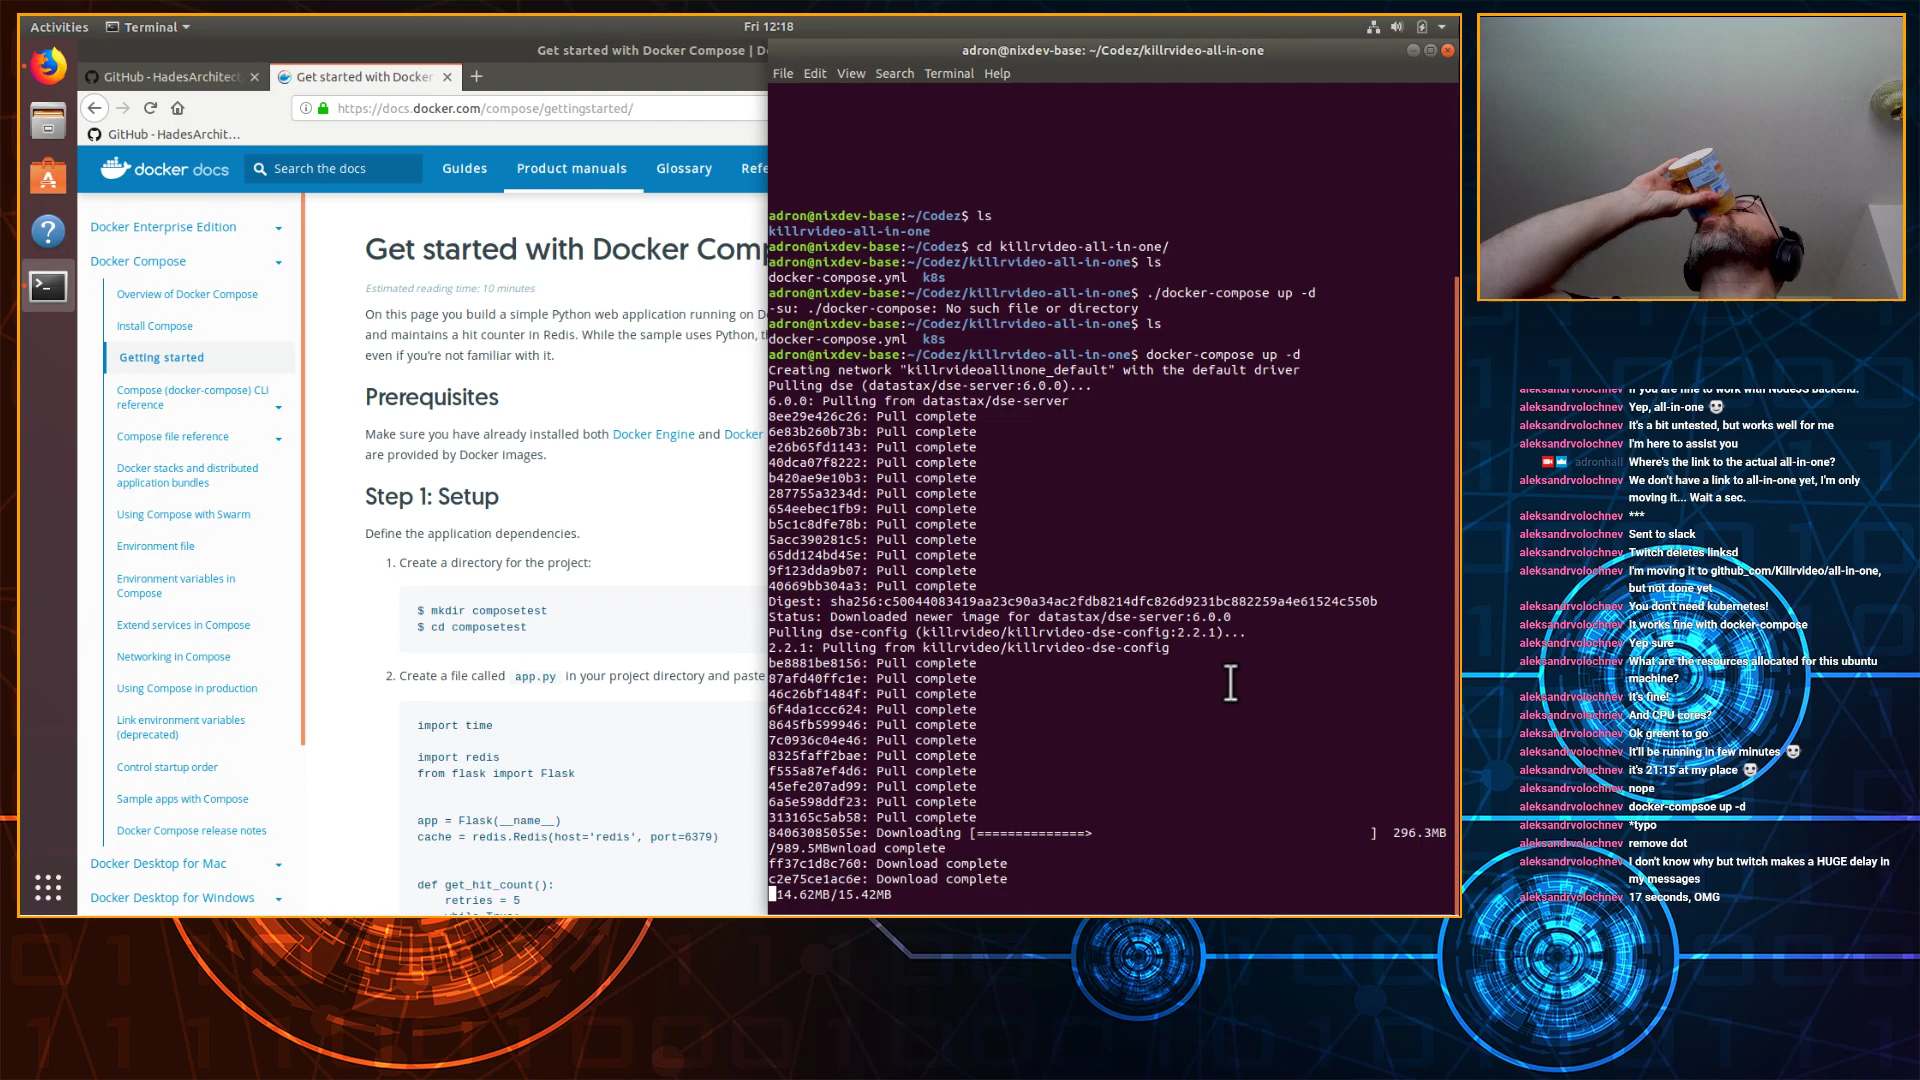 Activities
Terminal
Fri 12:18
Get started with Docker Compose | D
GitHub - HadesArchitect
Get started with Docker
https://docs.docker.com/compose/gettingstarted/
GitHub - HadesArchit...
docker docs
Search the docs
Guides
Product manuals
Glossary
Refe
Docker Enterprise Edition
Docker Compose
Overview of Docker Compose
Install Compose
Getting started
Compose (docker-compose) CLI
reference
Compose file reference
Docker stacks and distributed
application bundles
Using Compose with Swarm
Environment file
Environment variables in
Compose
Extend services in Compose
Networking in Compose
Using Compose in production
Link environment variables
(deprecated)
Control startup order
Sample apps with Compose
Docker Compose release notes
Docker Desktop for Mac
Docker Desktop for Windows
Get started with Docker Comp
Estimated reading time: 10 minutes
On this page you build a simple Python web application running on D
and maintains a hit counter in Redis. While the sample uses Python, th
even if you're not familiar with it.
Prerequisites
Make sure you have already installed both Docker Engine and Docker
are provided by Docker images.
Step 1: Setup
Define the application dependencies.
1. Create a directory for the project:
$ mkdir composetest
$ cd composetest
2. Create a file called app.py in your project directory and paste
import time
import redis
from flask import Flask
app = Flask(__name__)
cache = redis.Redis(host='redis', port=6379)
def get_hit_count():
retries = 5
adron@nixdev-base: ~/Codez/killrvideo-all-in-one
File Edit View Search Terminal Help
adron@nixdev-base:~/Codez$ ls
killrvideo-all-in-one
adron@nixdev-base:~/Codez$ cd killrvideo-all-in-one/
adron@nixdev-base:~/Codez/killrvideo-all-in-one$ ls
docker-compose.yml k8s
adron@nixdev-base:~/Codez/killrvideo-all-in-one$ ./docker-compose up -d
-su: ./docker-compose: No such file or directory
adron@nixdev-base:~/Codez/killrvideo-all-in-one$ ls
docker-compose.yml k8s
adron@nixdev-base:~/Codez/killrvideo-all-in-one$ docker-compose up -d
Creating network "killrvideoallinone_default" with the default driver
Pulling dse (datastax/dse-server:6.0.0)...
6.0.0: Pulling from datastax/dse-server
8ee29e426c26: Pull complete
6e83b260b73b: Pull complete
e26b65fd1143: Pull complete
40dca07f8222: Pull complete
b420ae9e10b3: Pull complete
287755a3234d: Pull complete
654eebec1fb9: Pull complete
b5c1c8dfe78b: Pull complete
5acc390281c5: Pull complete
65dd124bd45e: Pull complete
9f123dda9b07: Pull complete
40669bb304a3: Pull complete
Digest: sha256:c50044083419aa23c90a34ac2fdb8214dfc826d9231bc882259a4e61524c550b
Status: Downloaded newer image for datastax/dse-server:6.0.0
Pulling dse-config (killrvideo/killrvideo-dse-config:2.2.1)...
2.2.1: Pulling from killrvideo/killrvideo-dse-config
be8881be8156: Pull complete
87afd40ffc1e: Pull complete
46c26bf1484f: Pull complete
6f4da1ccc624: Pull complete
8645fb599946: Pull complete
7c0936c04e46: Pull complete
8325faff2bae: Pull complete
f555a87ef4d6: Pull complete
45efe207ad99: Pull complete
6a5e598ddf23: Pull complete
313165c5ab58: Pull complete
84063085055e: Downloading [==============> ] 296.3MB
/989.5MBwnload complete
ff37c1d8c760: Download complete
c2e75ce1ac6e: Download complete
14.62MB/15.42MB
If you are fine to work with NodeJS backend.
aleksandrvolochnev Yep, all-in-one
aleksandrvolochnev It's a bit untested, but works well for me
aleksandrvolochnev I'm here to assist you
adronhall Where's the link to the actual all-in-one?
aleksandrvolochnev We don't have a link to all-in-one yet, I'm only
moving it... Wait a sec.
aleksandrvolochnev ***
aleksandrvolochnev Sent to slack
aleksandrvolochnev Twitch deletes linksd
aleksandrvolochnev I'm moving it to github_com/Killrvideo/all-in-one,
but not done yet
aleksandrvolochnev You don't need kubernetes!
aleksandrvolochnev It works fine with docker-compose
aleksandrvolochnev Yep sure
aleksandrvolochnev What are the resources allocated for this ubuntu
machine?
aleksandrvolochnev It's fine!
aleksandrvolochnev And CPU cores?
aleksandrvolochnev Ok greent to go
aleksandrvolochnev It'll be running in few minutes
aleksandrvolochnev it's 21:15 at my place
aleksandrvolochnev nope
aleksandrvolochnev docker-compsoe up -d
aleksandrvolochnev *typo
aleksandrvolochnev remove dot
aleksandrvolochnev I don't know why but twitch makes a HUGE delay in
my messages
aleksandrvolochnev 17 seconds, OMG